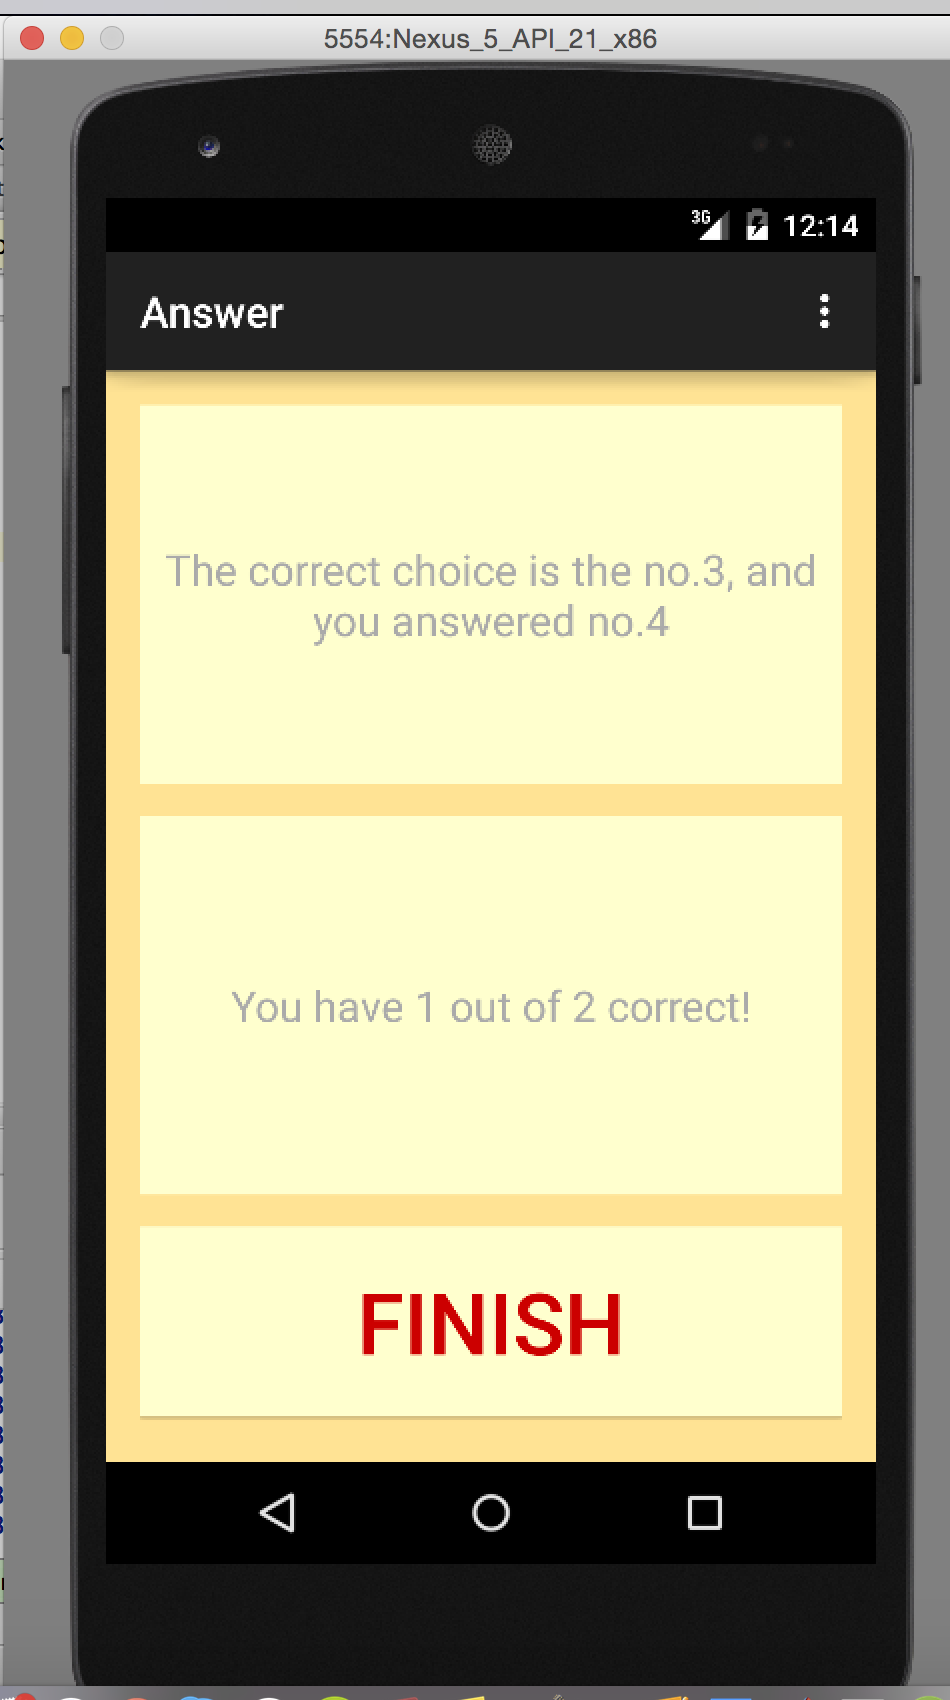 5554:Nexus_5_API_21_x86
3G 12:14
Answer
The correct choice is the no.3, and
you answered no.4
You have 1 out of 2 correct!
FINISH